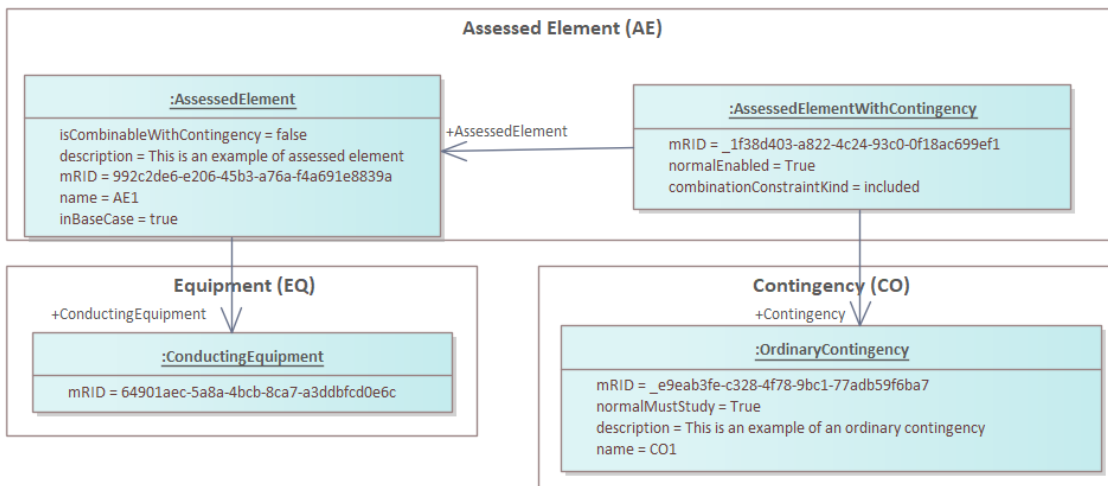 Assessed Element (AE)
:AssessedElement
isCombinableWithContingency = false
description = This is an example of assessed element
mRID = 992c2de6-e206-45b3-a76a-f4a691e8839a
name = AE1
inBaseCase = true
+AssessedElement
:AssessedElementWithContingency
mRID = _1f38d403-a822-4c24-93c0-0f18ac699ef1
normalEnabled = True
combinationConstraintKind = included
Equipment (EQ)
+ConductingEquipment
:ConductingEquipment
mRID = 64901aec-5a8a-4bcb-8ca7-a3ddbfcd0e6c
Contingency (CO)
+Contingency
:OrdinaryContingency
mRID = _e9eab3fe-c328-4f78-9bc1-77adb59f6ba7
normalMustStudy = True
description = This is an example of an ordinary contingency
name = CO1